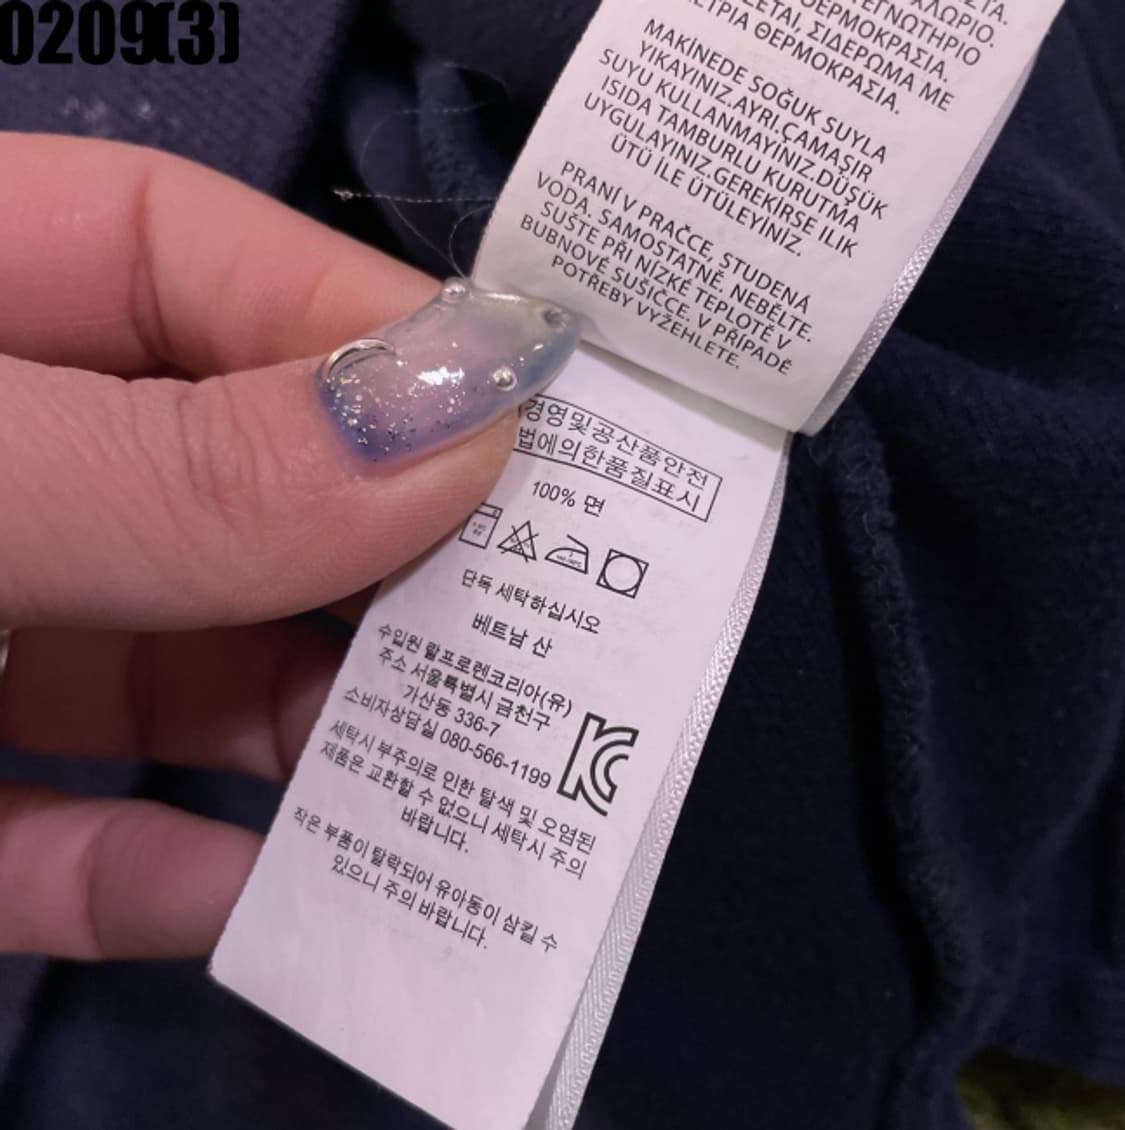 0209(3)
ΧΛΩΡΙΟ.
ΣΤΕΓΝΩΤΗΡΙΟ
ΘΕΡΜΟΚΡΑΣΙΑ.
ΣΙΔΕΡΩΜΑ ΜΕ
ΜΕΤΡΙΑ ΘΕΡΜΟΚΡΑΣΙΑ.
MAKİNEDE SOĞUK SUYLA
YIKAYINIZ.AYRI.ÇAMAŞIR
SUYU KULLANMAYINIZ.DÜŞÜK
ISIDA TAMBURLU KURUTMA
UYGULAYINIZ.GEREKİRSE ILIK
ÜTÜ İLE ÜTÜLEYİNİZ.
PRANÍ V PRAČCE, STUDENÁ
VODA. SAMOSTATNĚ. NEBĚLTE.
SUŠTE PŘI NÍZKÉ TEPLOTĚ V
BUBNOVÉ SUŠIČCE. V PŘÍPADĚ
POTŘEBY VYŽEHLETE.
경영및공산품안전
법에의한품질표시
100% 면
단독 세탁하십시오
베트남 산
수입원 랄프로렌코리아(유)
주소 서울특별시 금천구
가산동 336-7
소비자상담실 080-566-1199
세탁시 부주의로 인한 탈색 및 오염된
제품은 교환할 수 없으니 세탁시 주의
바랍니다.
작은 부품이 탈락되어 유아동이 삼킬 수
있으니 주의 바랍니다.